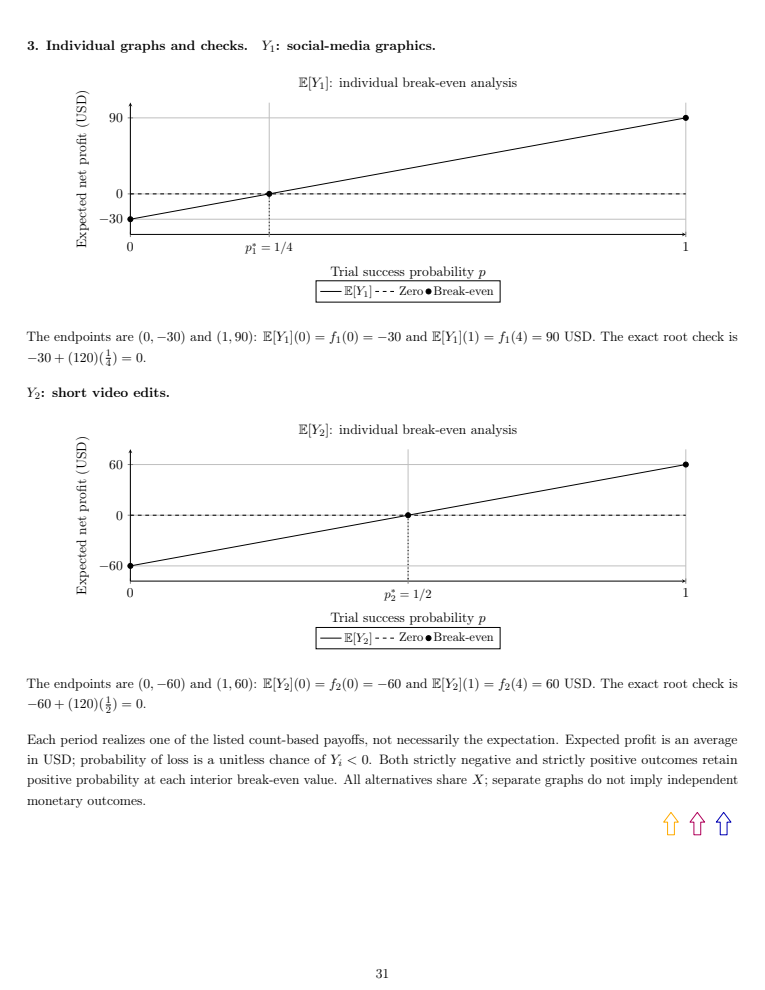 3. Individual graphs and checks. Y₁: social-media graphics.
𝔼[Y₁]: individual break-even analysis
Expected net profit (USD)
90
0
−30
0
p₁* = 1/4
1
Trial success probability p
𝔼[Y₁] Zero Break-even
The endpoints are (0, −30) and (1, 90): 𝔼[Y₁](0) = f₁(0) = −30 and 𝔼[Y₁](1) = f₁(4) = 90 USD. The exact root check is
−30 + (120)(1/4) = 0.
Y₂: short video edits.
𝔼[Y₂]: individual break-even analysis
Expected net profit (USD)
60
0
−60
0
p₂* = 1/2
1
Trial success probability p
𝔼[Y₂] Zero Break-even
The endpoints are (0, −60) and (1, 60): 𝔼[Y₂](0) = f₂(0) = −60 and 𝔼[Y₂](1) = f₂(4) = 60 USD. The exact root check is
−60 + (120)(1/2) = 0.
Each period realizes one of the listed count-based payoffs, not necessarily the expectation. Expected profit is an average
in USD; probability of loss is a unitless chance of Yᵢ < 0. Both strictly negative and strictly positive outcomes retain
positive probability at each interior break-even value. All alternatives share X; separate graphs do not imply independent
monetary outcomes.
31